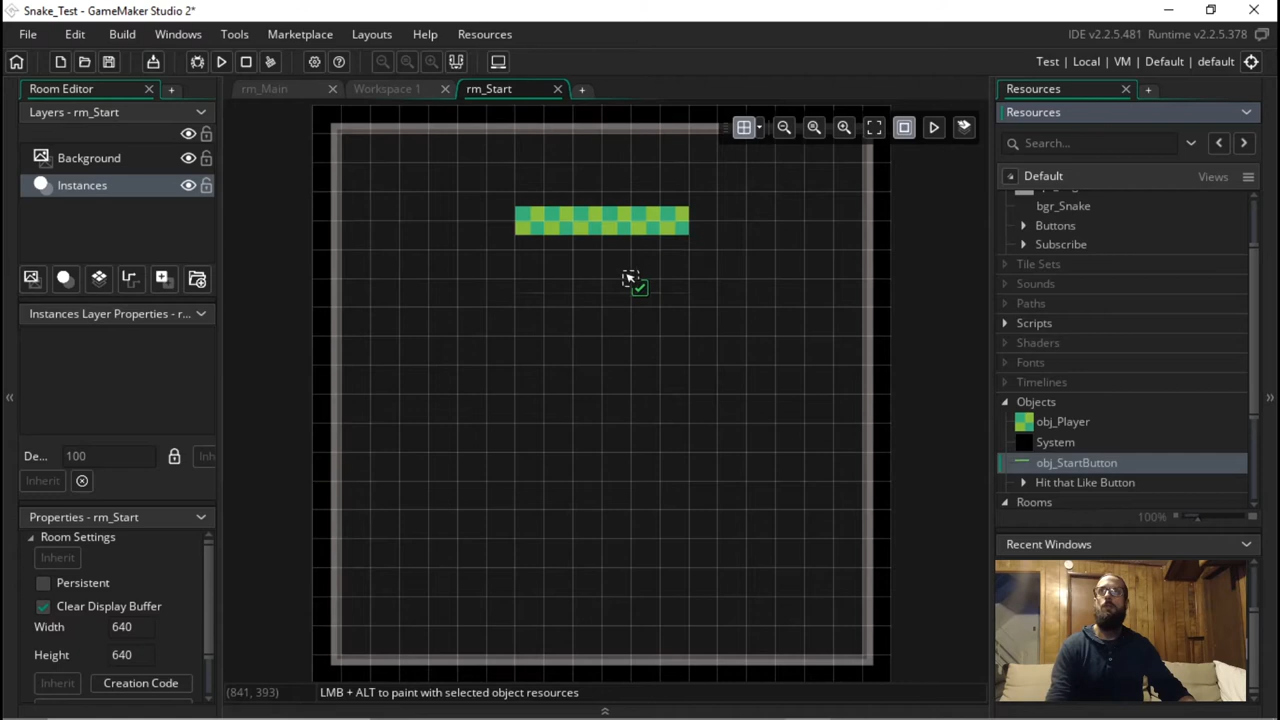 Snake_Test - GameMaker Studio 2*
File Edit Build Windows Tools Marketplace Layouts Help Resources
IDE v2.2.5.481 Runtime v2.2.5.378
Test | Local | VM | Default | default
Room Editor
rm_Main
Workspace 1
rm_Start
Resources
Layers - rm_Start
Resources
Search...
Background
Instances
Default
Views
bgr_Snake
Buttons
Subscribe
Tile Sets
Sounds
Paths
Scripts
Shaders
Fonts
Timelines
Objects
obj_Player
System
obj_StartButton
Hit that Like Button
Rooms
100%
Instances Layer Properties - r...
De... 100
Inherit
Properties - rm_Start
Room Settings
Inherit
Persistent
Clear Display Buffer
Width 640
Height 640
Inherit
Creation Code
Recent Windows
(841, 393)
LMB + ALT to paint with selected object resources